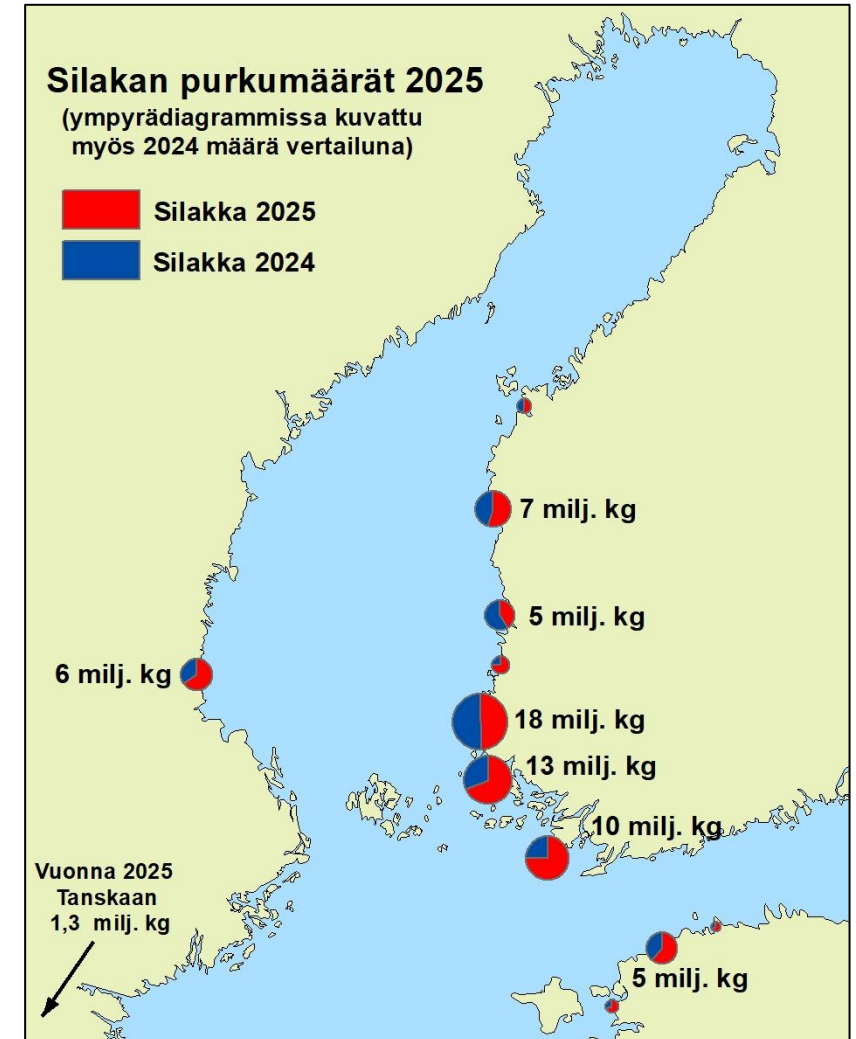 Silakan purkumäärät 2025
(ympyrädiagrammissa kuvattu
myös 2024 määrä vertailuna)
Silakka 2025
Silakka 2024
7 milj. kg
5 milj. kg
6 milj. kg
18 milj. kg
13 milj. kg
10 milj. kg
Vuonna 2025
Tanskaan
1,3 milj. kg
5 milj. kg